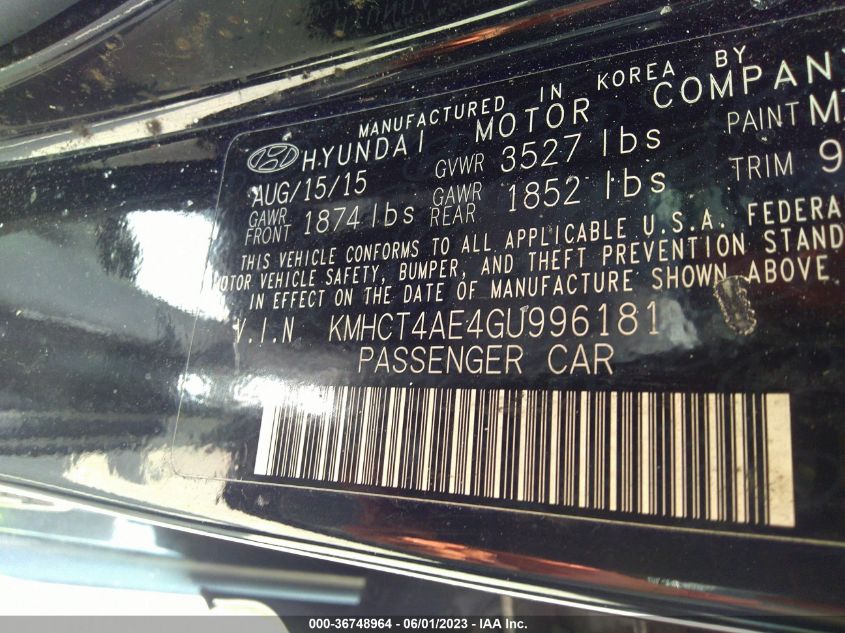 MANUFACTURED IN KOREA BY
HYUNDAI MOTOR COMPANY
AUG/15/15 GVWR 3527 lbs PAINT
GAWR FRONT 1874 lbs GAWR REAR 1852 lbs TRIM 9
THIS VEHICLE CONFORMS TO ALL APPLICABLE U.S.A. FEDERA
MOTOR VEHICLE SAFETY, BUMPER, AND THEFT PREVENTION STAND
IN EFFECT ON THE DATE OF MANUFACTURE SHOWN ABOVE
V.I.N KMHCT4AE4GU996181
PASSENGER CAR
000-36748964 - 06/01/2023 - IAA Inc.